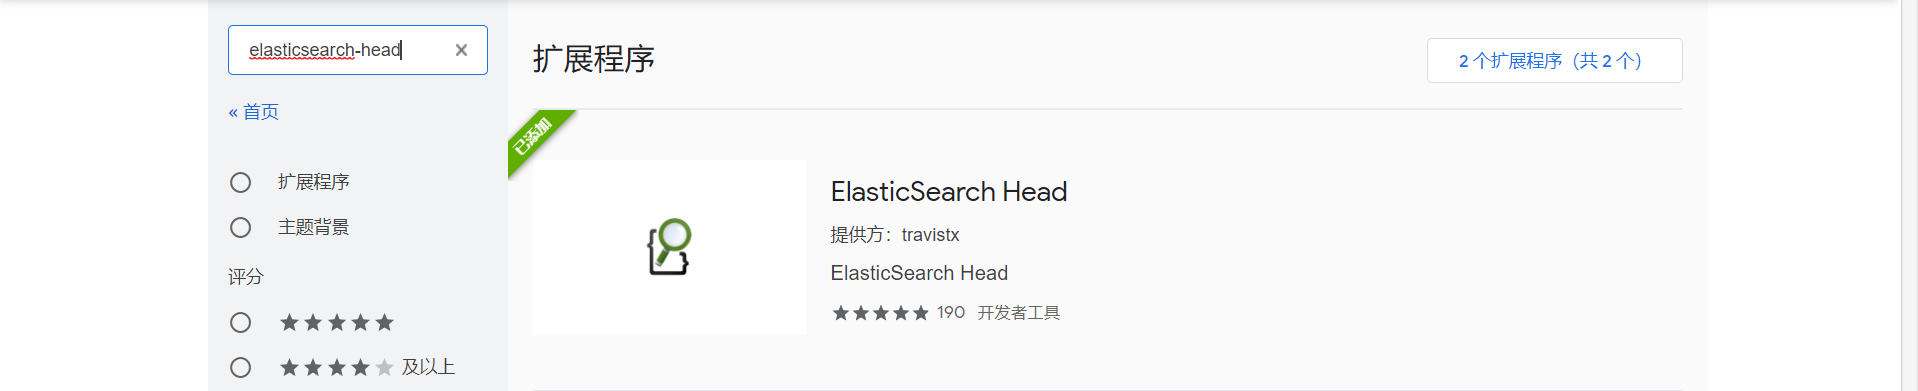 elasticsearch-head
« 首页
扩展程序
主题背景
评分
及以上
扩展程序
2 个扩展程序（共 2 个）
已添加
ElasticSearch Head
提供方：travistx
ElasticSearch Head
190 开发者工具